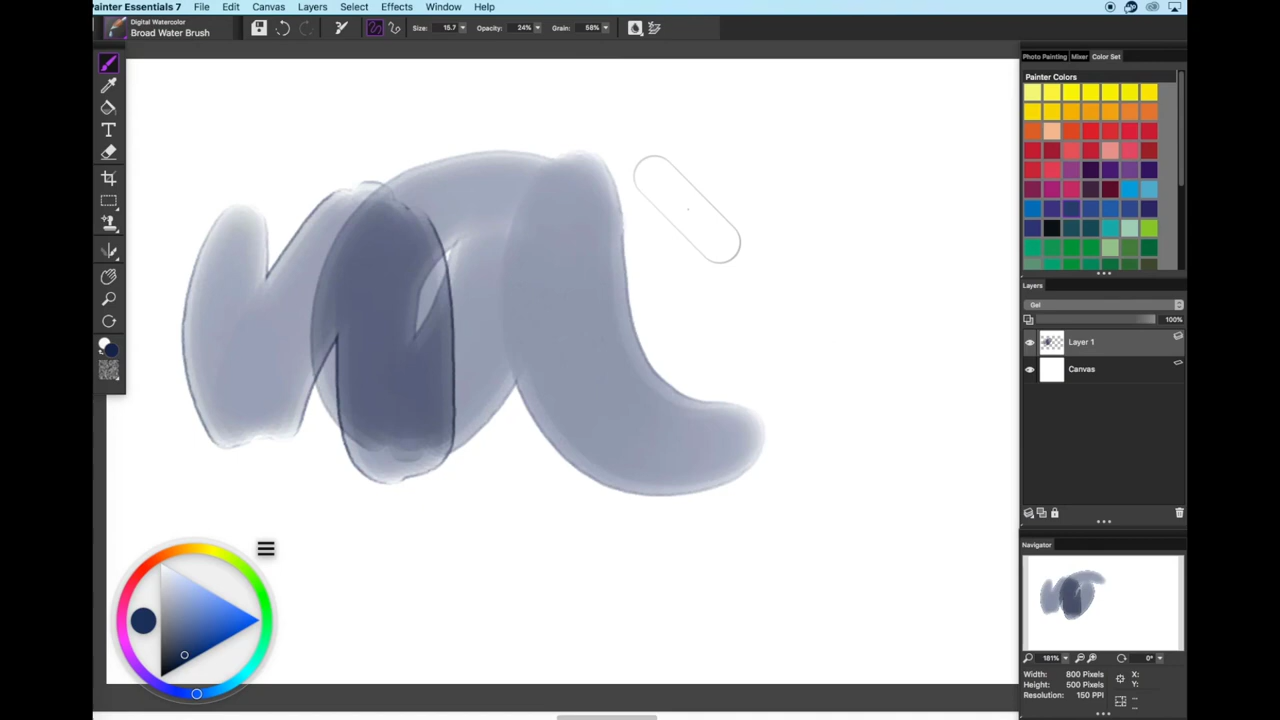 Painter Essentials 7 File Edit Canvas Layers Select Effects Window Help
Digital Watercolor
Broad Water Brush
Size: 15.7 Opacity: 24% Grain: 58%
Photo Painting Mixer Color Set
Painter Colors
Layers
Gel
100%
Layer 1
Canvas
Navigator
181% 0°
Width: 800 Pixels X:
Height: 500 Pixels Y:
Resolution: 150 PPI --
--